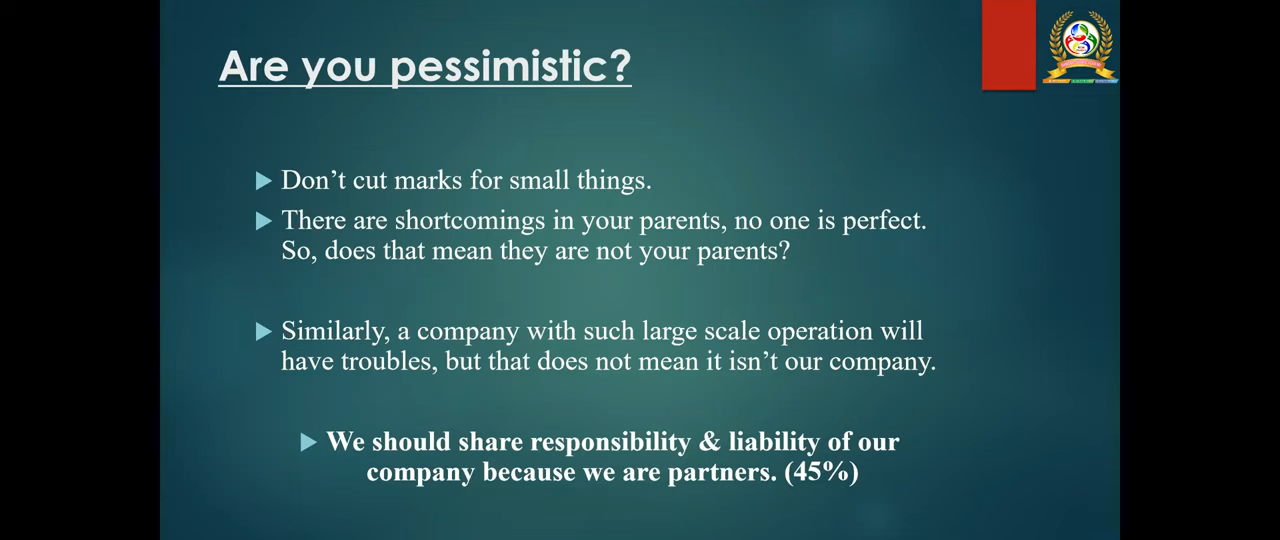 Are you pessimistic?
Don’t cut marks for small things.
There are shortcomings in your parents, no one is perfect.
So, does that mean they are not your parents?
Similarly, a company with such large scale operation will
have troubles, but that does not mean it isn’t our company.
We should share responsibility & liability of our
company because we are partners. (45%)